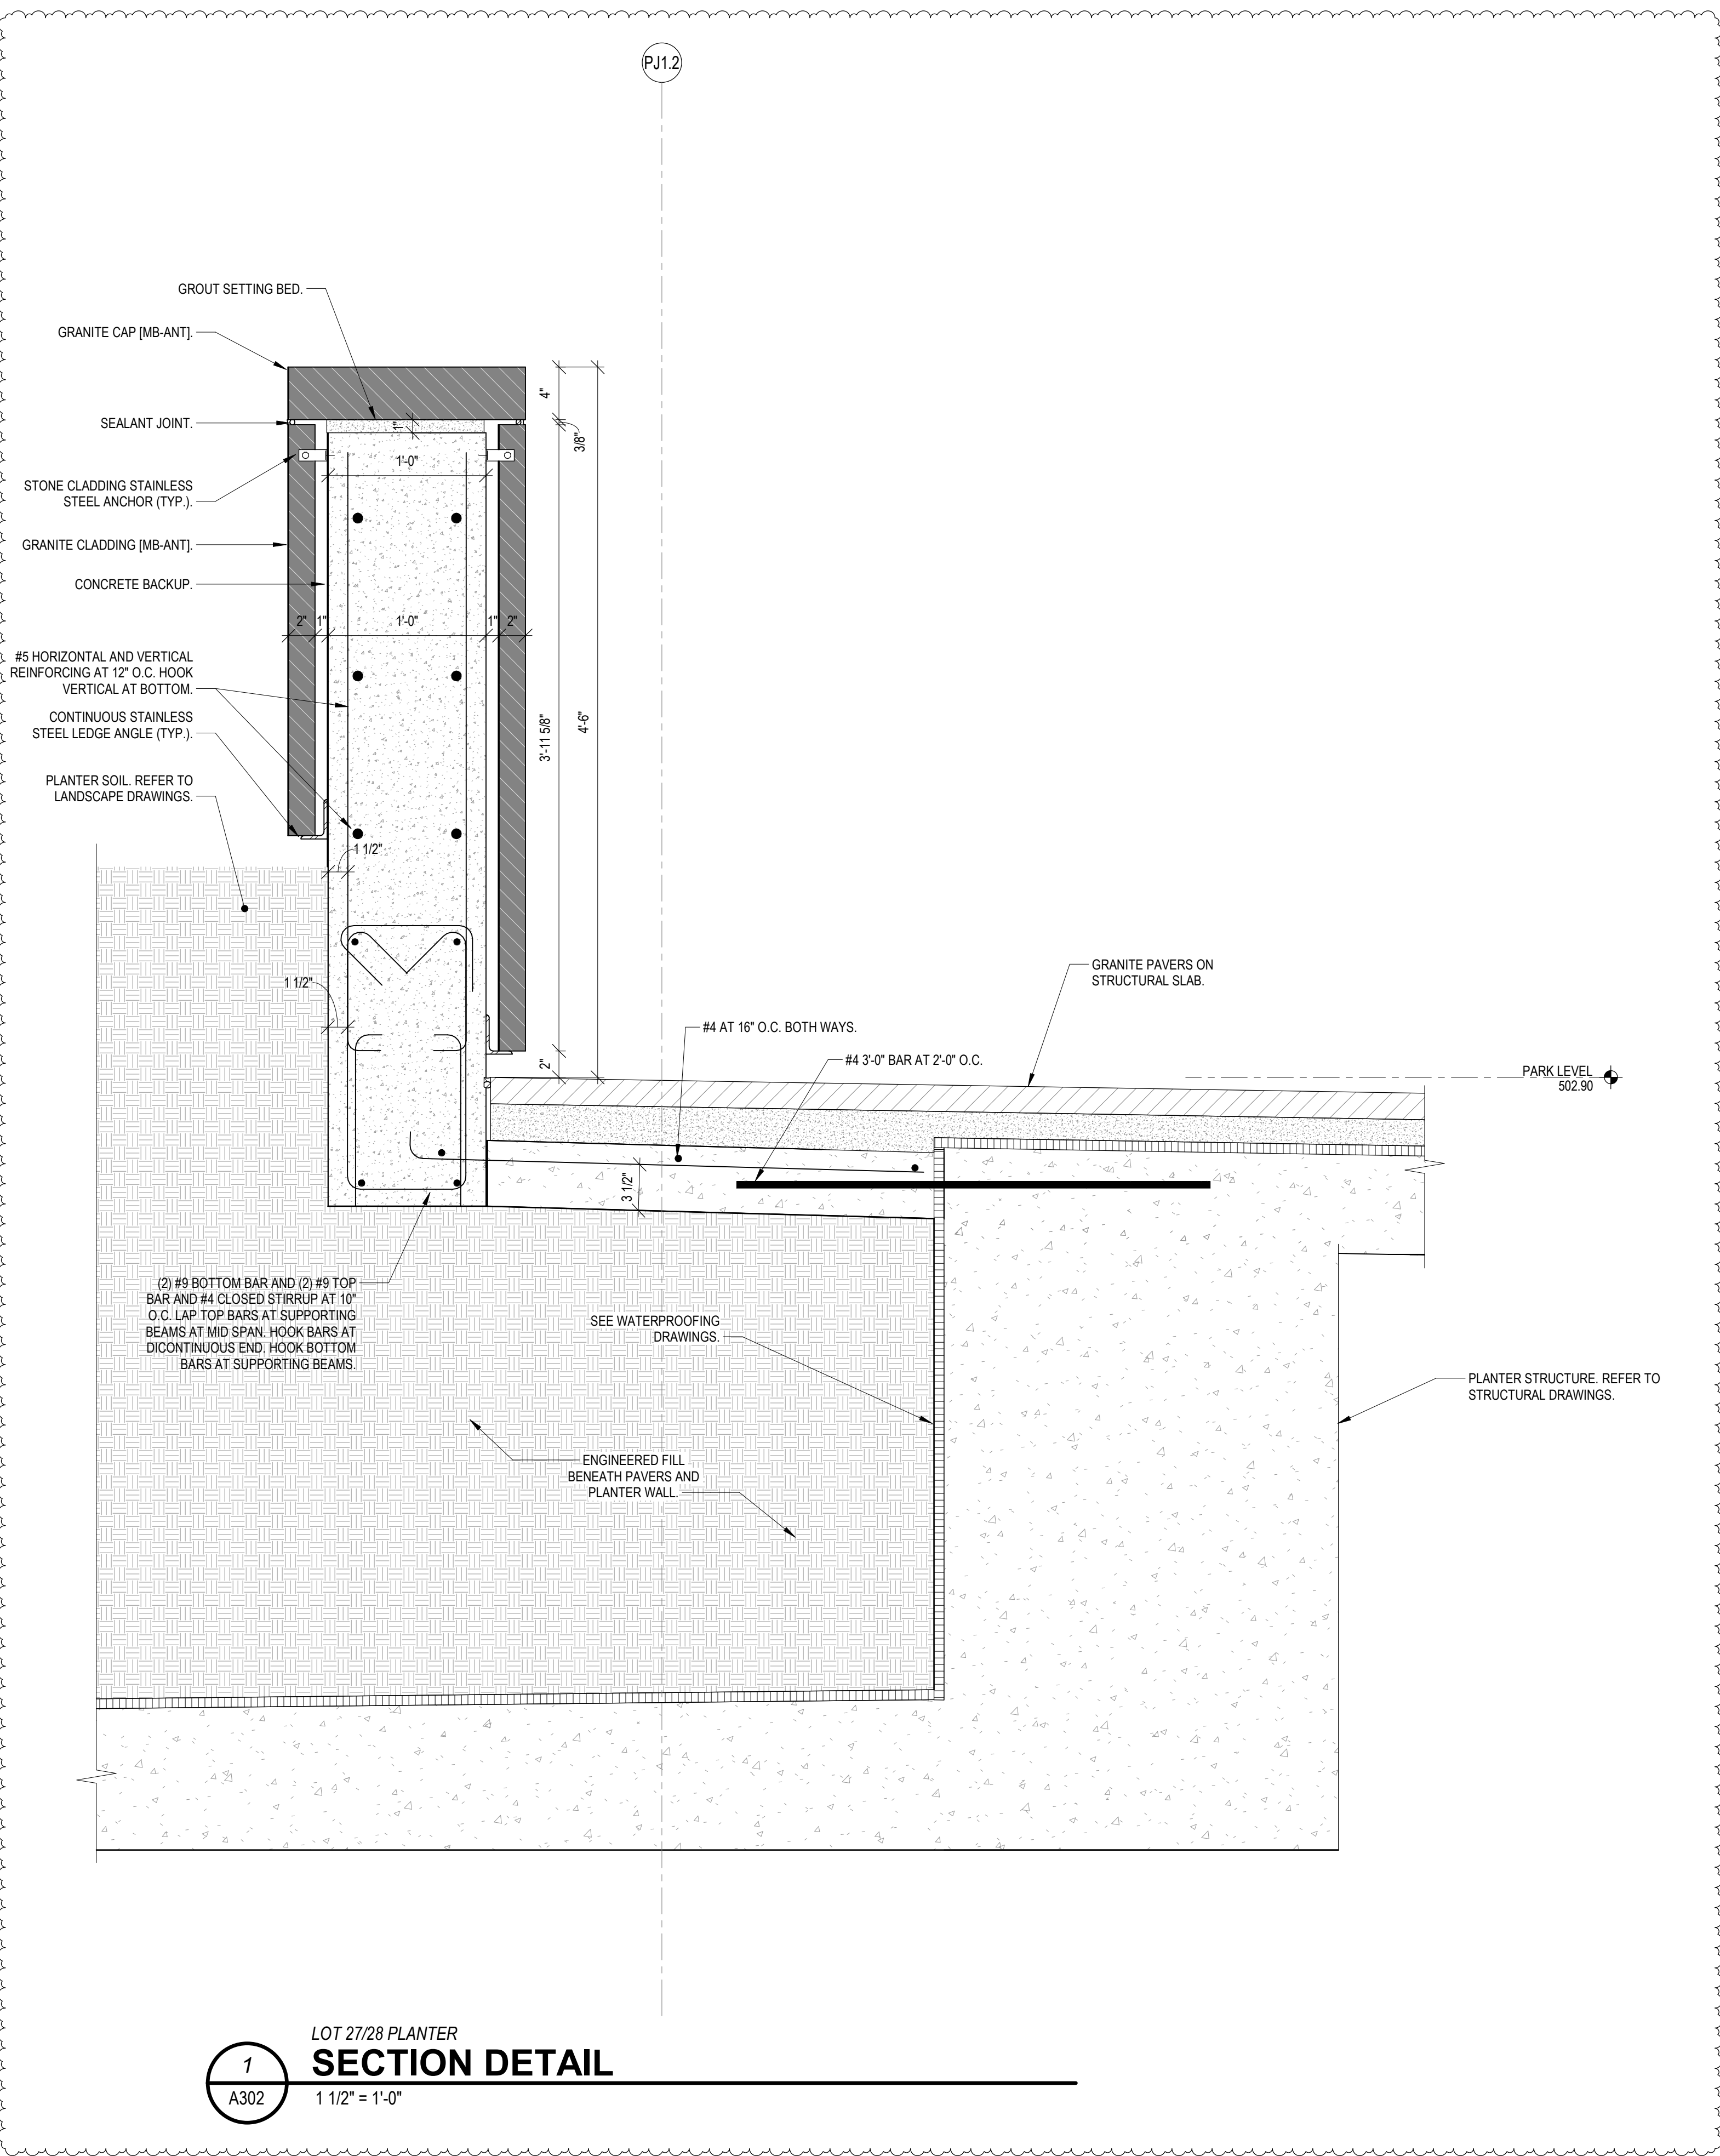 PJ1.2
GROUT SETTING BED.
GRANITE CAP [MB-ANT].
4"
SEALANT JOINT.
1"
3/8"
1'-0"
STONE CLADDING STAINLESS
STEEL ANCHOR (TYP.).
GRANITE CLADDING [MB-ANT].
CONCRETE BACKUP.
2"
1"
1'-0"
1"
2"
#5 HORIZONTAL AND VERTICAL
REINFORCING AT 12" O.C. HOOK
VERTICAL AT BOTTOM.
CONTINUOUS STAINLESS
STEEL LEDGE ANGLE (TYP.).
3'-11 5/8"
4'-6"
PLANTER SOIL. REFER TO
LANDSCAPE DRAWINGS.
1 1/2"
1 1/2"
GRANITE PAVERS ON
STRUCTURAL SLAB.
#4 AT 16" O.C. BOTH WAYS.
#4 3'-0" BAR AT 2'-0" O.C.
2"
PARK LEVEL
502.90
3 1/2"
(2) #9 BOTTOM BAR AND (2) #9 TOP
BAR AND #4 CLOSED STIRRUP AT 10"
O.C. LAP TOP BARS AT SUPPORTING
BEAMS AT MID SPAN. HOOK BARS AT
DICONTINUOUS END. HOOK BOTTOM
BARS AT SUPPORTING BEAMS.
SEE WATERPROOFING
DRAWINGS.
PLANTER STRUCTURE. REFER TO
STRUCTURAL DRAWINGS.
ENGINEERED FILL
BENEATH PAVERS AND
PLANTER WALL.
LOT 27/28 PLANTER
1
SECTION DETAIL
A302
1 1/2" = 1'-0"